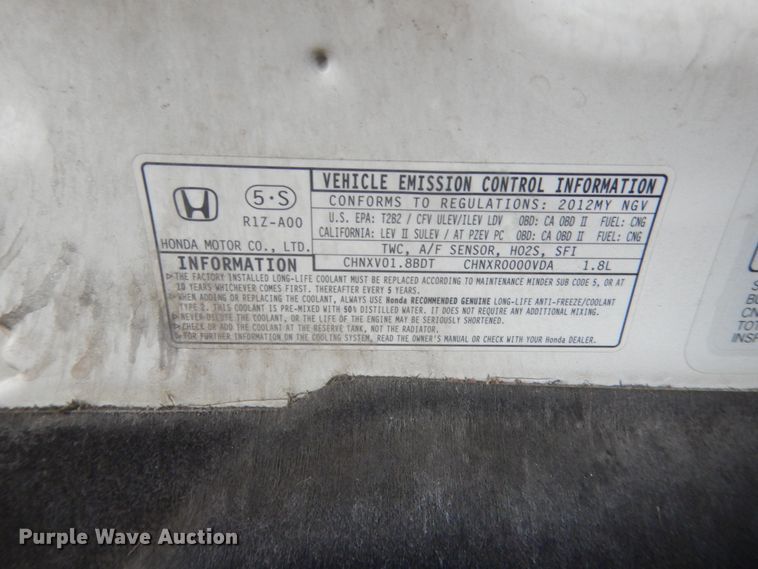 5·S
R1Z-A00
HONDA MOTOR CO., LTD.
VEHICLE EMISSION CONTROL INFORMATION
CONFORMS TO REGULATIONS: 2012MY NGV
U.S. EPA: T2B2 / CFV ULEV/ILEV LDV OBD: CA OBD II FUEL: CNG
CALIFORNIA: LEV II SULEV / AT PZEV PC OBD: CA OBD II FUEL: CNG
TWC, A/F SENSOR, HO2S, SFI
INFORMATION CHNXV01.8BDT CHNXR0000VDA 1.8L
▷THE FACTORY INSTALLED LONG-LIFE COOLANT MUST BE REPLACED ACCORDING TO MAINTENANCE MINDER SUB CODE 5, OR AT
10 YEARS WHICHEVER COMES FIRST. THEREAFTER EVERY 5 YEARS.
▷WHEN ADDING OR REPLACING THE COOLANT, ALWAYS USE Honda RECOMMENDED GENUINE LONG-LIFE ANTI-FREEZE/COOLANT
TYPE 2. THIS COOLANT IS PRE-MIXED WITH 50% DISTILLED WATER. IT DOES NOT REQUIRE ANY ADDITIONAL MIXING.
▷NEVER DILUTE THE COOLANT, OR ENGINE LIFE MAY BE SERIOUSLY SHORTENED.
▷CHECK OR ADD THE COOLANT AT THE RESERVE TANK, NOT THE RADIATOR.
▷FOR FURTHER INFORMATION ON THE COOLING SYSTEM, READ THE OWNER'S MANUAL OR CHECK WITH YOUR Honda DEALER.
S
BU
CN
TOT
INSP
Purple Wave Auction